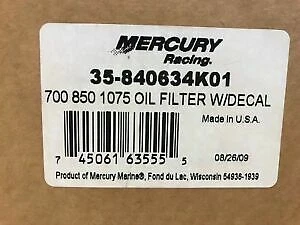 MERCURY
Racing.
35-840634K01
700 850 1075 OIL FILTER W/DECAL
Made in U.S.A.
7 45061 63555 5
08/26/09
Product of Mercury Marine®, Fond du Lac, Wisconsin 54936-1939